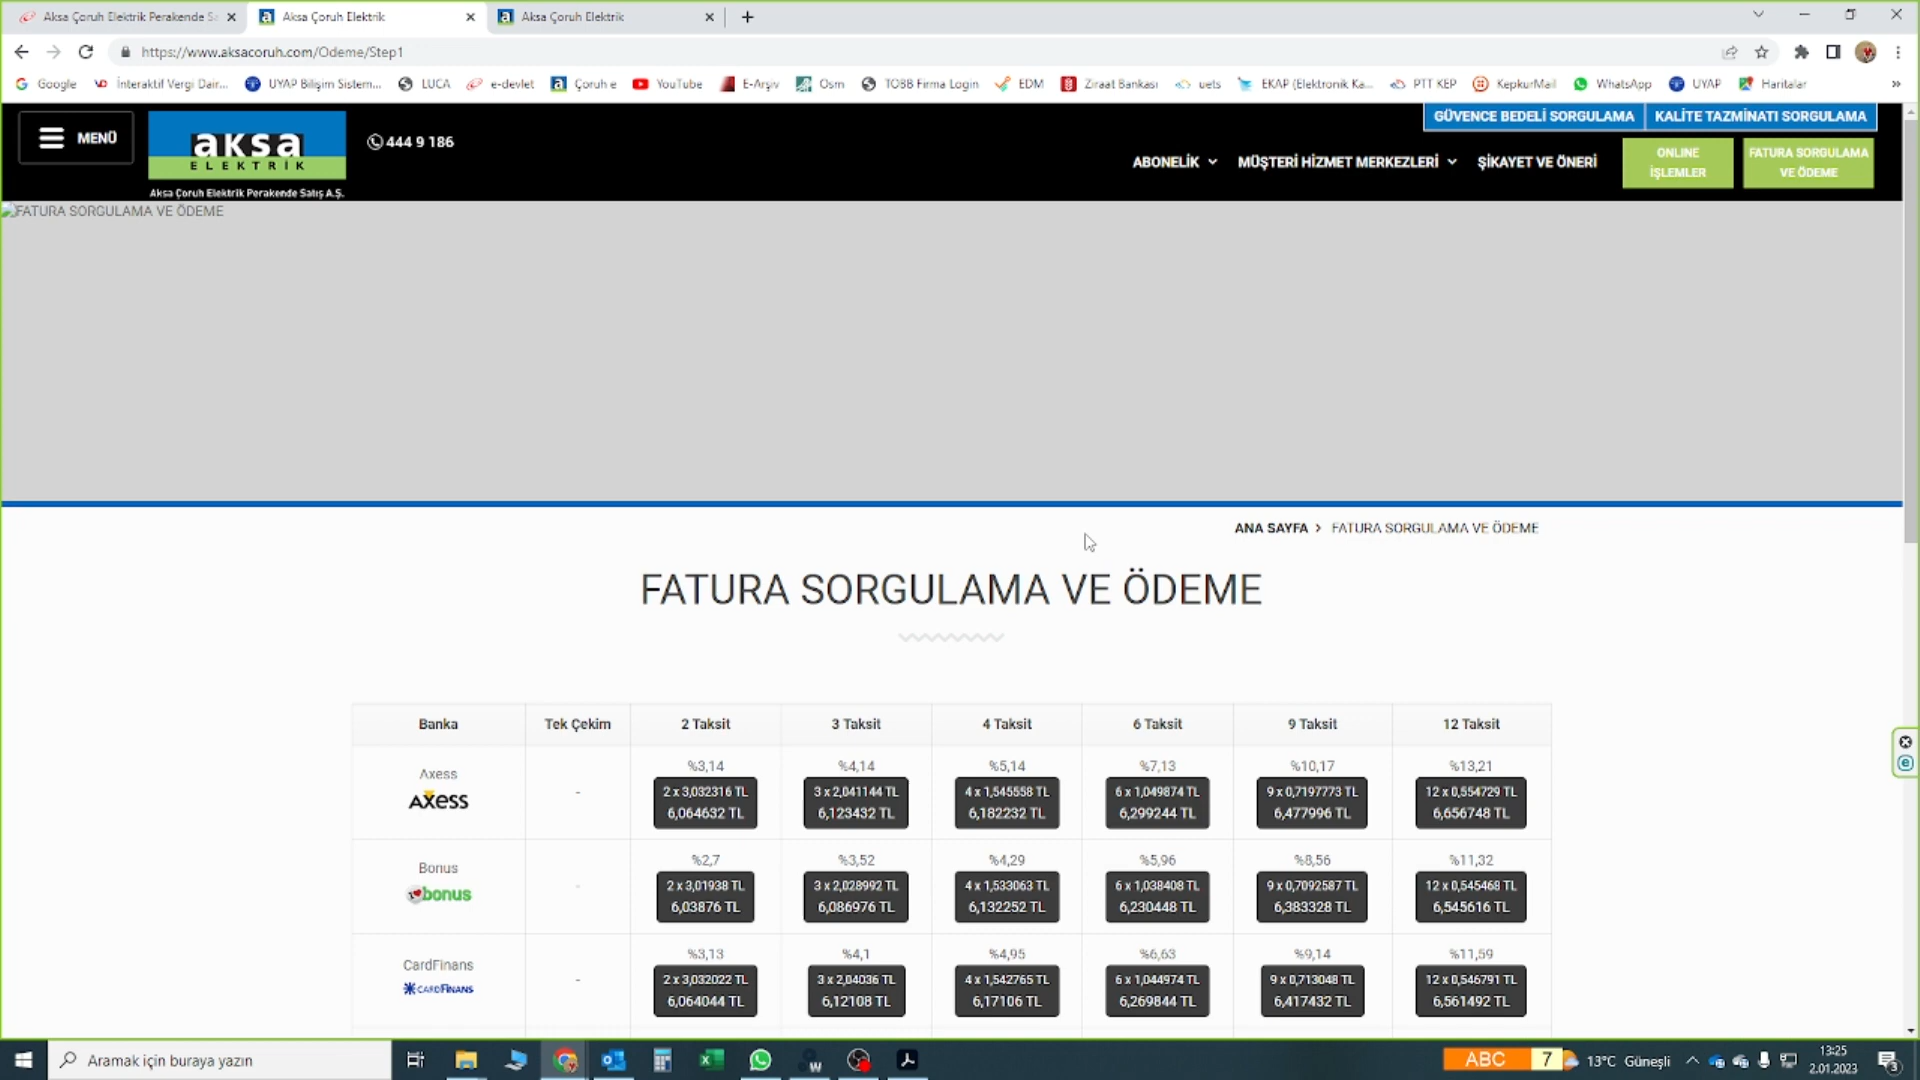 Aksa Çoruh Elektrik Perakende Sa
Aksa Çoruh Elektrik
Aksa Çoruh Elektrik
https://www.aksacoruh.com/Odeme/Step1
Google
İnteraktif Vergi Dair...
UYAP Bilişim Sistem...
LUCA
e-devlet
Çoruh e
YouTube
E-Arşiv
Osm
TOBB Firma Login
EDM
Ziraat Bankası
uets
EKAP (Elektronik Ka...
PTT KEP
KepkurMail
WhatsApp
UYAP
Haritalar
GÜVENCE BEDELİ SORGULAMA
KALİTE TAZMİNATI SORGULAMA
MENÜ
aksa
ELEKTRİK
Aksa Çoruh Elektrik Perakende Satış A.Ş.
444 9 186
ABONELİK
MÜŞTERİ HİZMET MERKEZLERİ
ŞİKAYET VE ÖNERİ
ONLINE
İŞLEMLER
FATURA SORGULAMA
VE ÖDEME
FATURA SORGULAMA VE ÖDEME
ANA SAYFA > FATURA SORGULAMA VE ÖDEME
FATURA SORGULAMA VE ÖDEME
Banka Tek Çekim 2 Taksit 3 Taksit 4 Taksit 6 Taksit 9 Taksit 12 Taksit
Axess %3,14 %4,14 %5,14 %7,13 %10,17 %13,21
AXESS - 2 x 3,032316 TL 3 x 2,041144 TL 4 x 1,545558 TL 6 x 1,049874 TL 9 x 0,7197773 TL 12 x 0,554729 TL
6,064632 TL 6,123432 TL 6,182232 TL 6,299244 TL 6,477996 TL 6,656748 TL
Bonus %2,7 %3,52 %4,29 %5,96 %8,56 %11,32
bonus - 2 x 3,01938 TL 3 x 2,028992 TL 4 x 1,533063 TL 6 x 1,038408 TL 9 x 0,7092587 TL 12 x 0,545468 TL
6,03876 TL 6,086976 TL 6,132252 TL 6,230448 TL 6,383328 TL 6,545616 TL
CardFinans %3,13 %4,1 %4,95 %6,63 %9,14 %11,59
CARDFINANS - 2 x 3,032022 TL 3 x 2,04036 TL 4 x 1,542765 TL 6 x 1,044974 TL 9 x 0,713048 TL 12 x 0,546791 TL
6,064044 TL 6,12108 TL 6,17106 TL 6,269844 TL 6,417432 TL 6,561492 TL
Aramak için buraya yazın
ABC 7
13°C Güneşli
13:25
2.01.2023
3